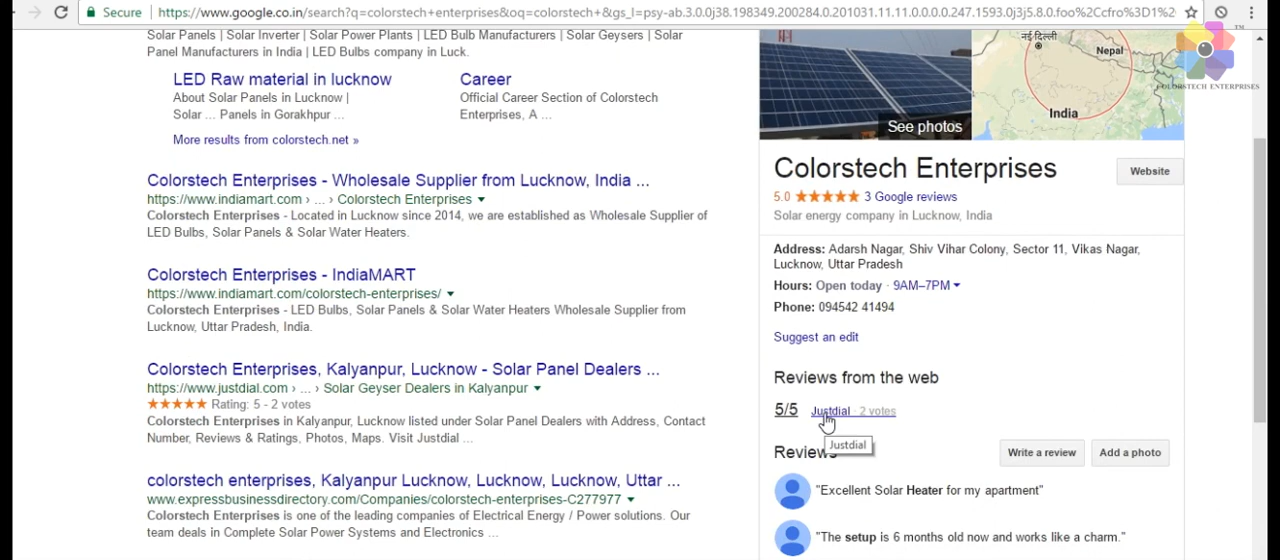 Secure
https://www.google.co.in/search?q=colorstech+enterprises&oq=colorstech+&gs_l=psy-ab.3.0.0j38.198349.200284.0.201031.11.11.0.0.0.0.247.1593.0j3j5.8.0.foo%2Ccfro%3D1%2
Solar Panels | Solar Inverter | Solar Power Plants | LED Bulb Manufacturers | Solar Geysers | Solar
Panel Manufacturers in India | LED Bulbs company in Luck.
LED Raw material in lucknow
About Solar Panels in Lucknow |
Solar ... Panels in Gorakhpur ...
Career
Official Career Section of Colorstech
Enterprises, A ...
More results from colorstech.net »
Colorstech Enterprises - Wholesale Supplier from Lucknow, India ...
https://www.indiamart.com › ... › Colorstech Enterprises
Colorstech Enterprises - Located in Lucknow since 2014, we are established as Wholesale Supplier of
LED Bulbs, Solar Panels & Solar Water Heaters.
Colorstech Enterprises - IndiaMART
https://www.indiamart.com/colorstech-enterprises/
Colorstech Enterprises - LED Bulbs, Solar Panels & Solar Water Heaters Wholesale Supplier from
Lucknow, Uttar Pradesh, India.
Colorstech Enterprises, Kalyanpur, Lucknow - Solar Panel Dealers ...
https://www.justdial.com › ... › Solar Geyser Dealers in Kalyanpur
Rating: 5 - 2 votes
Colorstech Enterprises in Kalyanpur, Lucknow listed under Solar Panel Dealers with Address, Contact
Number, Reviews & Ratings, Photos, Maps. Visit Justdial ...
colorstech enterprises, Kalyanpur Lucknow, Lucknow, Lucknow, Uttar ...
www.expressbusinessdirectory.com/Companies/colorstech-enterprises-C277977
Colorstech Enterprises is one of the leading companies of Electrical Energy / Power solutions. Our
team deals in Complete Solar Power Systems and Electronics ...
See photos
नई दिल्ली
Nepal
India
COLORSTECH ENTERPRISES
TM
Colorstech Enterprises
Website
5.0 3 Google reviews
Solar energy company in Lucknow, India
Address: Adarsh Nagar, Shiv Vihar Colony, Sector 11, Vikas Nagar,
Lucknow, Uttar Pradesh
Hours: Open today · 9AM–7PM
Phone: 094542 41494
Suggest an edit
Reviews from the web
5/5 Justdial · 2 votes
Justdial
Reviews
Write a review
Add a photo
"Excellent Solar Heater for my apartment"
"The setup is 6 months old now and works like a charm."